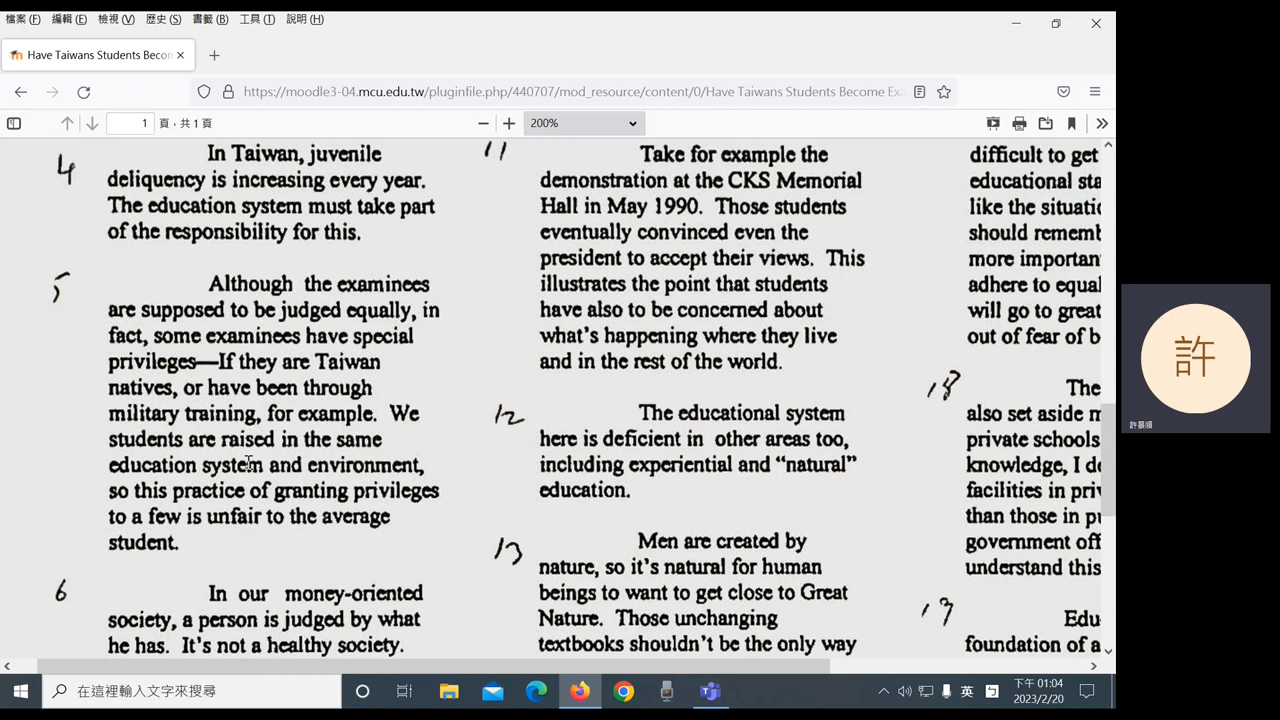 檔案 (F) 編輯 (E) 檢視 (V) 歷史 (S) 書籤 (B) 工具 (T) 說明 (H)
Have Taiwans Students Becom
https://moodle3-04.mcu.edu.tw/pluginfile.php/440707/mod_resource/content/0/Have Taiwans Students Become Exa
1 頁，共 1 頁
200%
4 In Taiwan, juvenile
deliquency is increasing every year.
The education system must take part
of the responsibility for this.
5 Although the examinees
are supposed to be judged equally, in
fact, some examinees have special
privileges—If they are Taiwan
natives, or have been through
military training, for example. We
students are raised in the same
education system and environment,
so this practice of granting privileges
to a few is unfair to the average
student.
6 In our money-oriented
society, a person is judged by what
he has. It's not a healthy society.
11 Take for example the
demonstration at the CKS Memorial
Hall in May 1990. Those students
eventually convinced even the
president to accept their views. This
illustrates the point that students
have also to be concerned about
what's happening where they live
and in the rest of the world.
12 The educational system
here is deficient in other areas too,
including experiential and “natural”
education.
13 Men are created by
nature, so it's natural for human
beings to want to get close to Great
Nature. Those unchanging
textbooks shouldn't be the only way
difficult to get
educational sta
like the situatic
should rememb
more important
adhere to equal
will go to great
out of fear of b
18 The
also set aside m
private schools
knowledge, I de
facilities in priv
than those in pu
government off
understand this
19 Edu
foundation of a
許
許慕順
在這裡輸入文字來搜尋
英
下午 01:04
2023/2/20